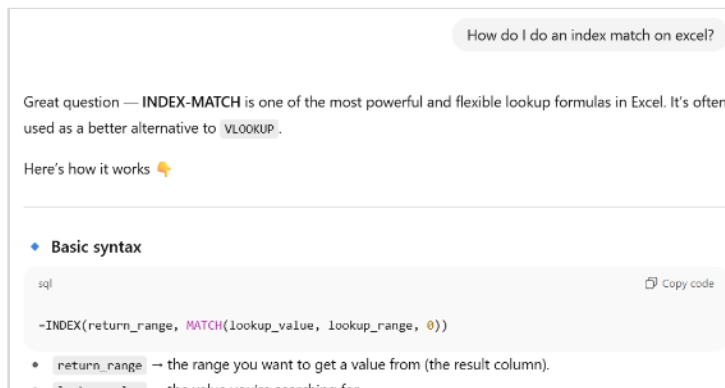 How do I do an index match on excel?
Great question — INDEX-MATCH is one of the most powerful and flexible lookup formulas in Excel. It's often
used as a better alternative to VLOOKUP.
Here's how it works 👇
🔹 Basic syntax
sql
Copy code
=INDEX(return_range, MATCH(lookup_value, lookup_range, 0))
• return_range → the range you want to get a value from (the result column).